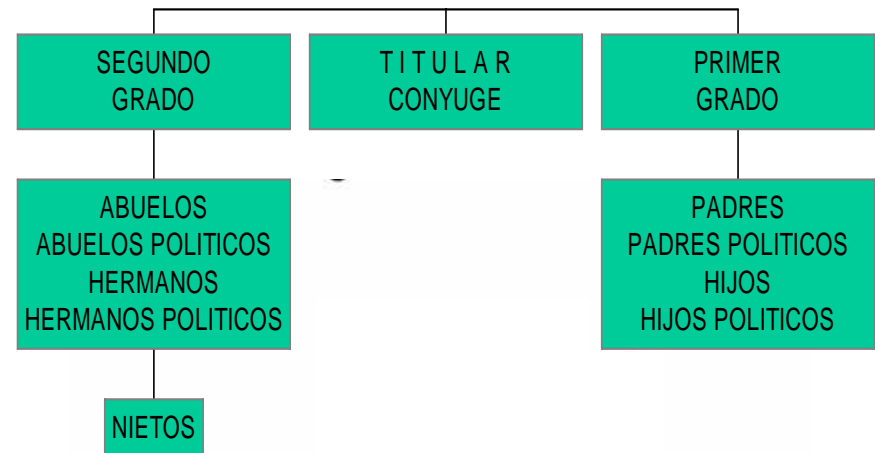 SEGUNDO
GRADO
T I T U L A R
CONYUGE
PRIMER
GRADO
ABUELOS
ABUELOS POLITICOS
HERMANOS
HERMANOS POLITICOS
PADRES
PADRES POLITICOS
HIJOS
HIJOS POLITICOS
NIETOS